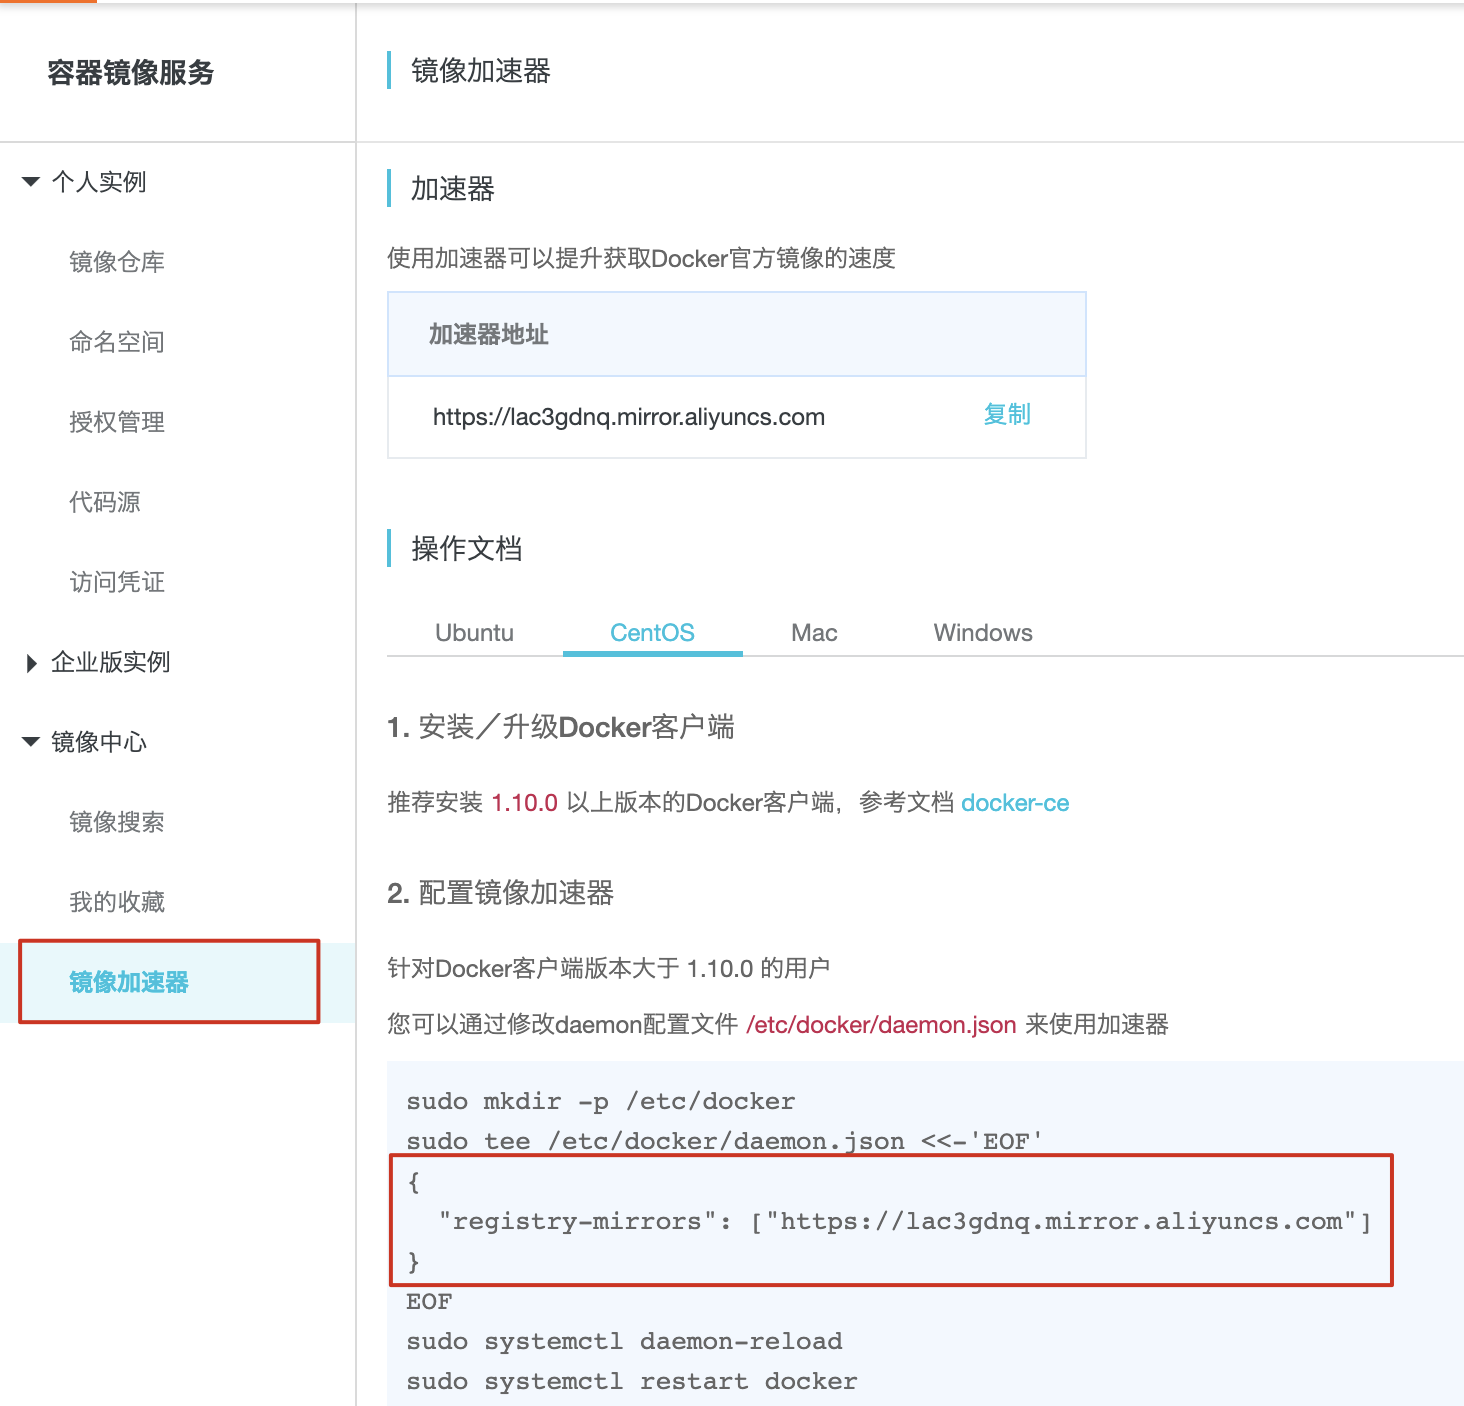 容器镜像服务
个人实例
镜像仓库
命名空间
授权管理
代码源
访问凭证
企业版实例
镜像中心
镜像搜索
我的收藏
镜像加速器
镜像加速器
加速器
使用加速器可以提升获取Docker官方镜像的速度
加速器地址
https://lac3gdnq.mirror.aliyuncs.com 复制
操作文档
Ubuntu CentOS Mac Windows
1. 安装／升级Docker客户端
推荐安装 1.10.0 以上版本的Docker客户端，参考文档 docker-ce
2. 配置镜像加速器
针对Docker客户端版本大于 1.10.0 的用户
您可以通过修改daemon配置文件 /etc/docker/daemon.json 来使用加速器
sudo mkdir -p /etc/docker
sudo tee /etc/docker/daemon.json <<-'EOF'
{
  "registry-mirrors": ["https://lac3gdnq.mirror.aliyuncs.com"]
}
EOF
sudo systemctl daemon-reload
sudo systemctl restart docker